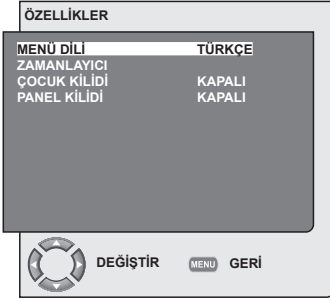 ÖZELLİKLER
MENÜ DİLİ TÜRKÇE
ZAMANLAYICI
ÇOCUK KİLİDİ KAPALI
PANEL KİLİDİ KAPALI
DEĞİŞTİR MENU GERİ